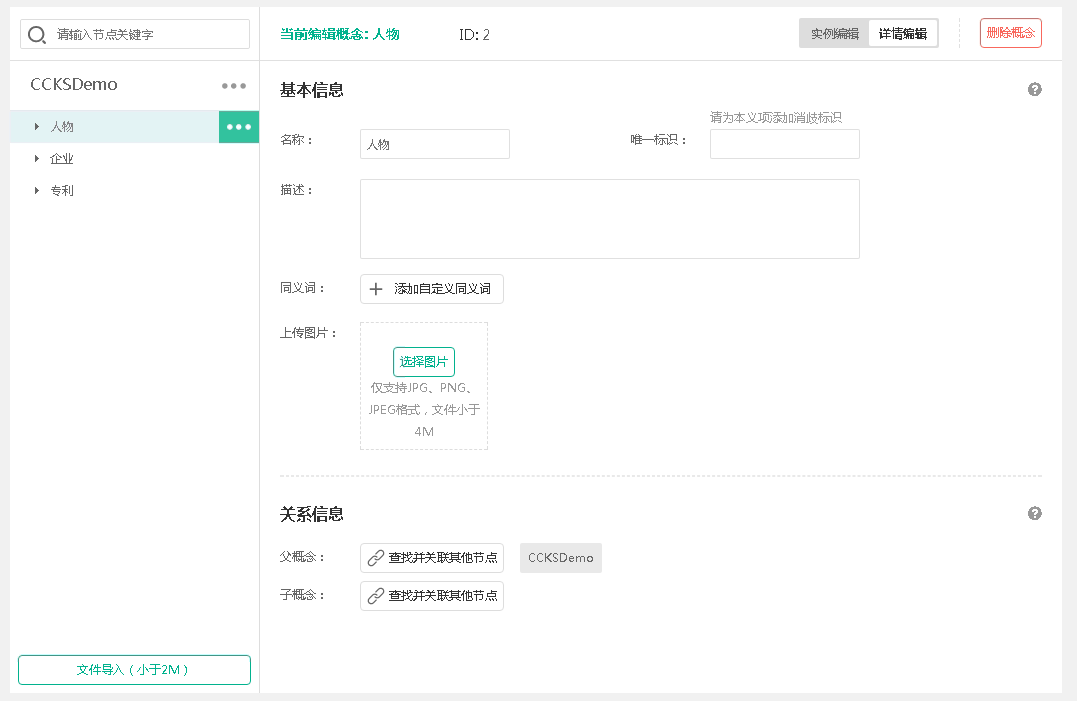 请输入节点关键字
当前编辑概念: 人物
ID: 2
实例编辑
详情编辑
删除概念
CCKSDemo
人物
企业
专利
基本信息
请为本义项添加消歧标识
名称：
人物
唯一标识：
描述：
同义词：
添加自定义同义词
上传图片：
选择图片
仅支持JPG、PNG、
JPEG格式，文件小于
4M
关系信息
父概念：
查找并关联其他节点
CCKSDemo
子概念：
查找并关联其他节点
文件导入（小于2M）